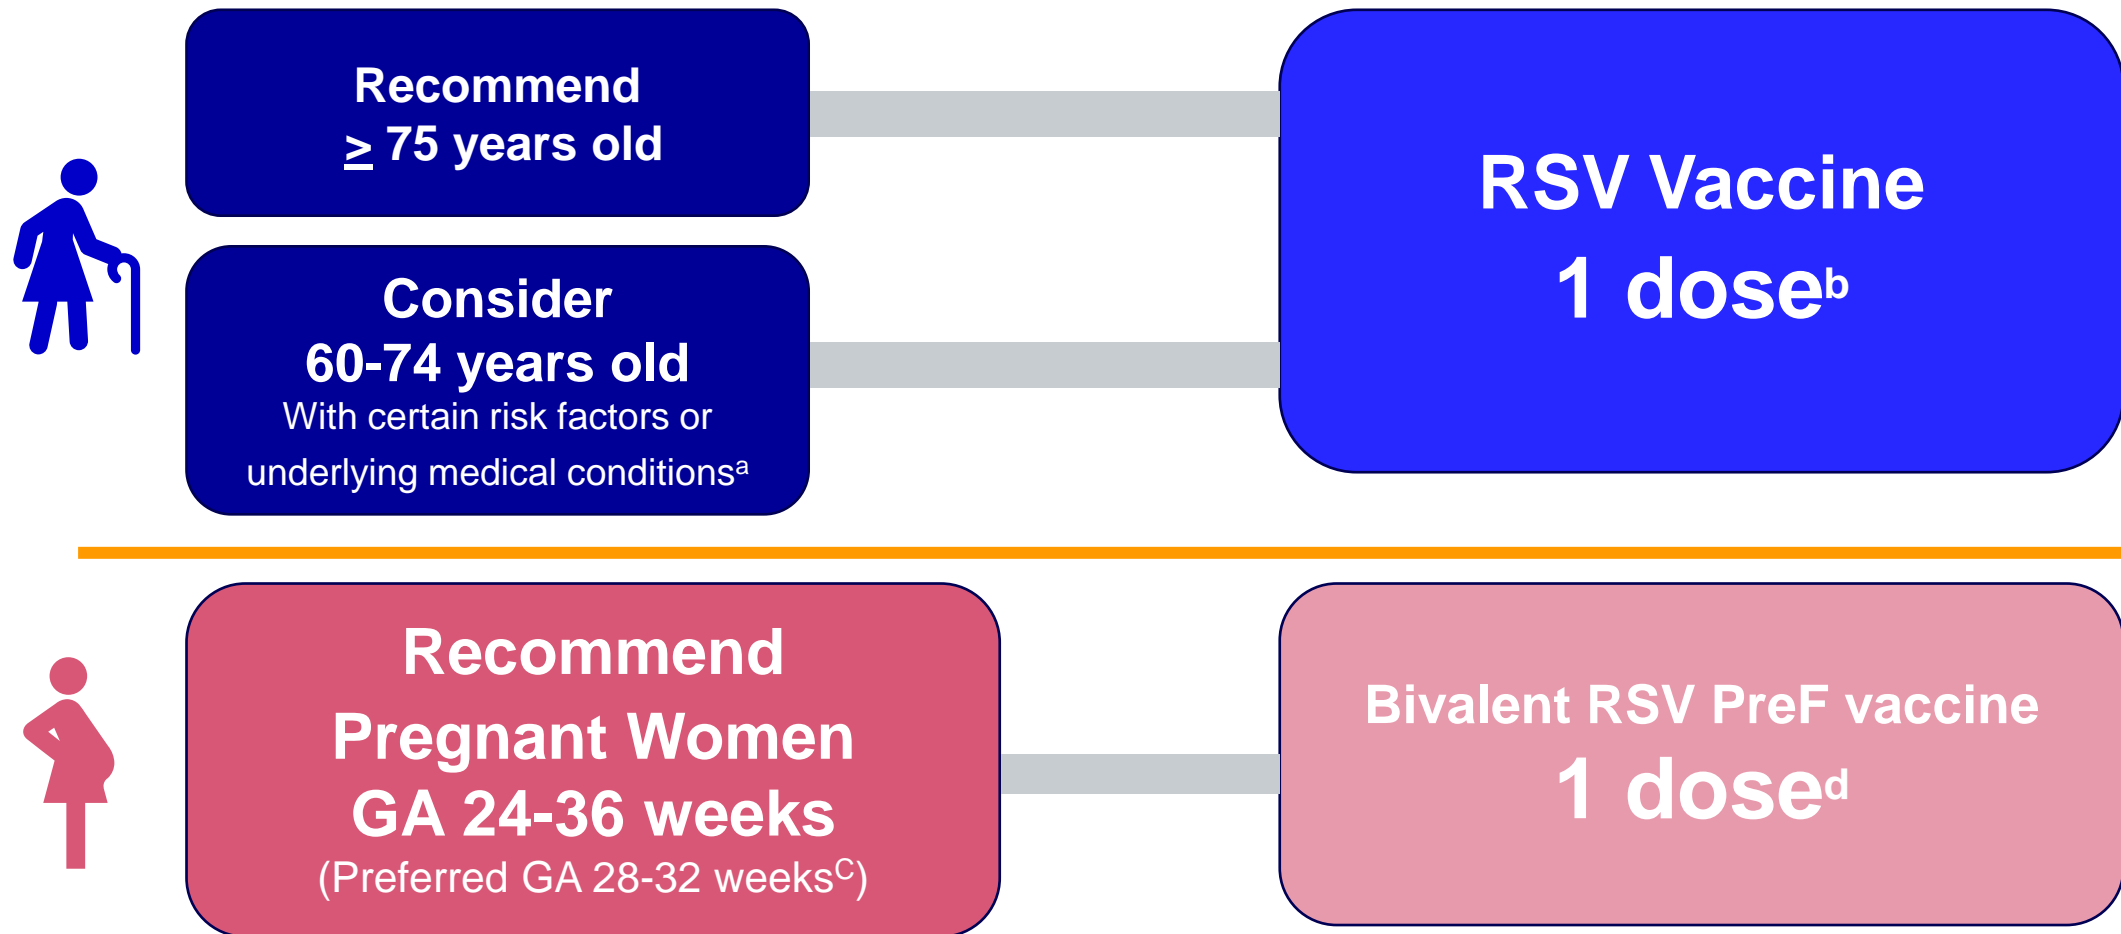 Recommend
≥ 75 years old
Consider
60-74 years old
With certain risk factors or
underlying medical conditionsᵃ
RSV Vaccine
1 doseᵇ
Recommend
Pregnant Women
GA 24-36 weeks
(Preferred GA 28-32 weeksᶜ)
Bivalent RSV PreF vaccine
1 doseᵈ